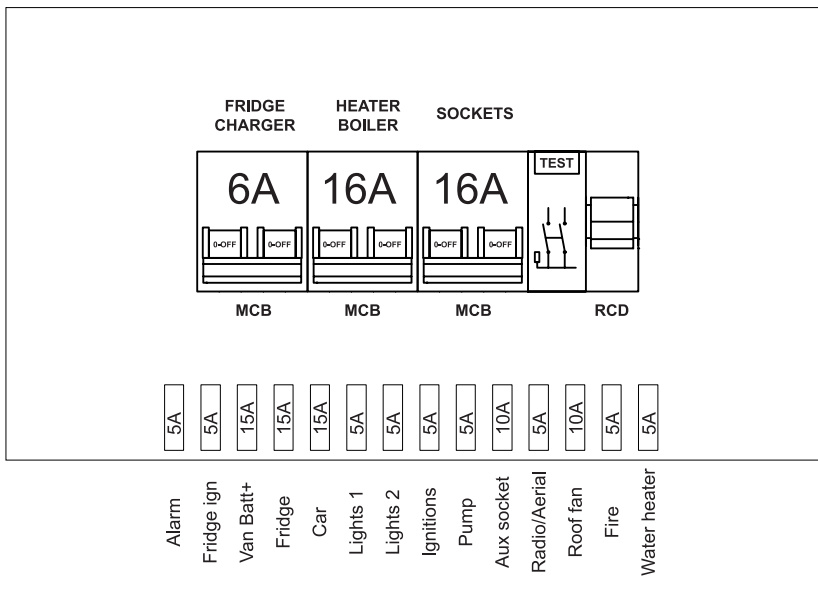 FRIDGE
CHARGER
HEATER
BOILER
SOCKETS
6A
16A
16A
TEST
0-OFF
0-OFF
0-OFF
0-OFF
0-OFF
0-OFF
MCB
MCB
MCB
RCD
5A
5A
15A
15A
15A
5A
5A
5A
5A
10A
5A
10A
5A
5A
Alarm
Fridge ign
Van Batt+
Fridge
Car
Lights 1
Lights 2
Ignitions
Pump
Aux socket
Radio/Aerial
Roof fan
Fire
Water heater